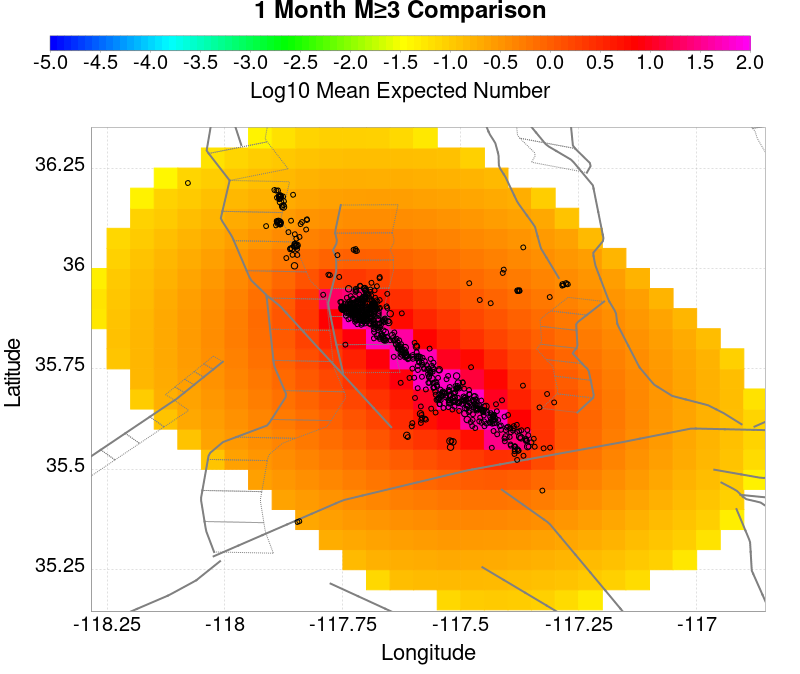 1 Month M≥3 Comparison
-5.0 -4.5 -4.0 -3.5 -3.0 -2.5 -2.0 -1.5 -1.0 -0.5 0.0 0.5 1.0 1.5 2.0
Log10 Mean Expected Number
36.25
36
35.75
35.5
35.25
Latitude
-118.25 -118 -117.75 -117.5 -117.25 -117
Longitude